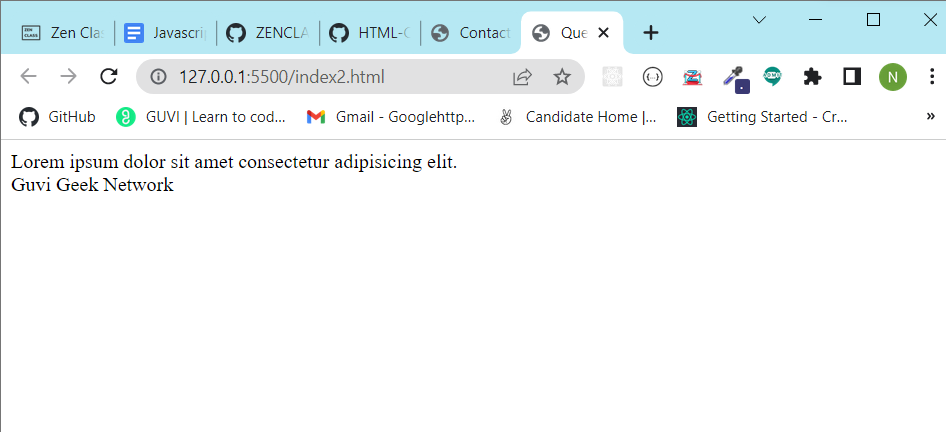 Zen Clas
Javascrip
ZENCLA
HTML-C
Contact
Que
127.0.0.1:5500/index2.html
N
GitHub
GUVI | Learn to cod...
Gmail - Googlehttp...
Candidate Home |...
Getting Started - Cr...
»
Lorem ipsum dolor sit amet consectetur adipisicing elit.
Guvi Geek Network